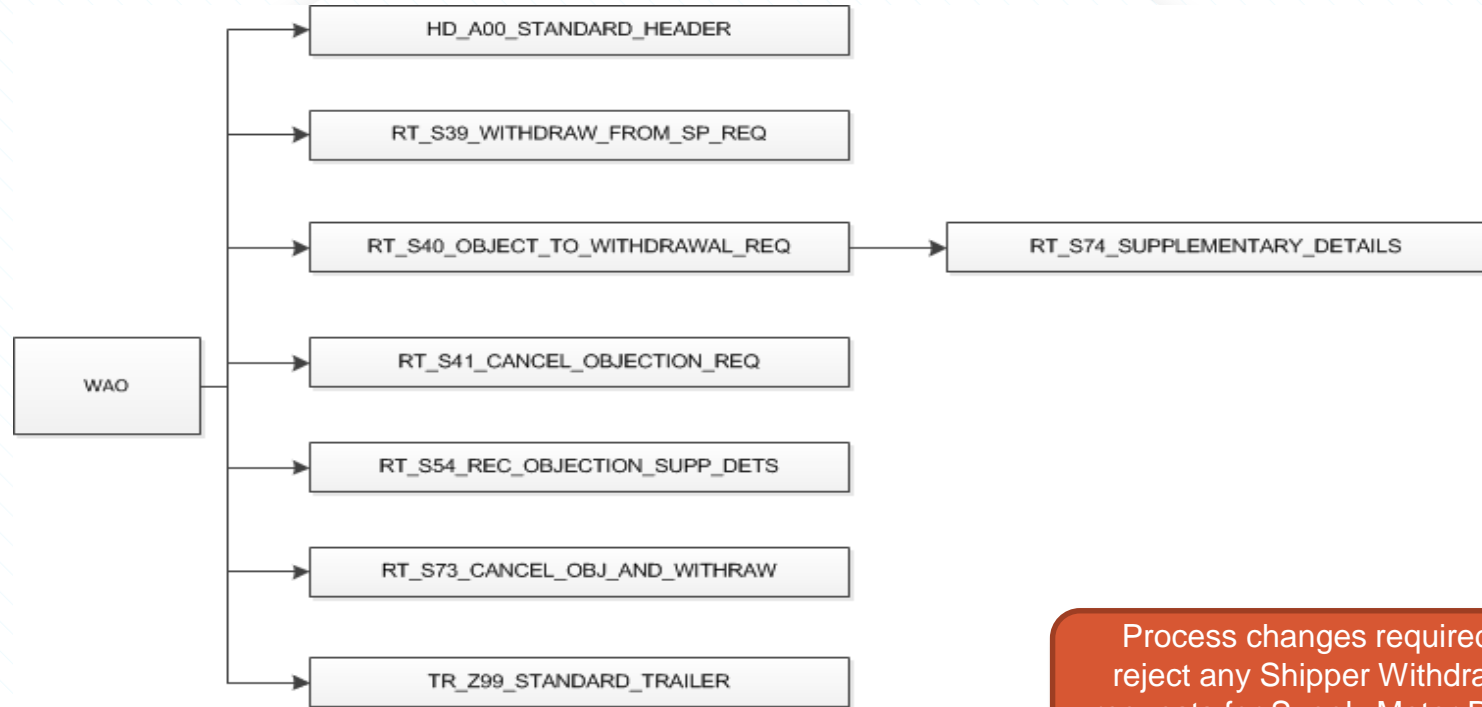 HD_A00_STANDARD_HEADER
RT_S39_WITHDRAW_FROM_SP_REQ
RT_S40_OBJECT_TO_WITHDRAWAL_REQ
RT_S74_SUPPLEMENTARY_DETAILS
RT_S41_CANCEL_OBJECTION_REQ
WAO
RT_S54_REC_OBJECTION_SUPP_DETS
RT_S73_CANCEL_OBJ_AND_WITHRAW
TR_Z99_STANDARD_TRAILER
Process changes required
reject any Shipper Withdra